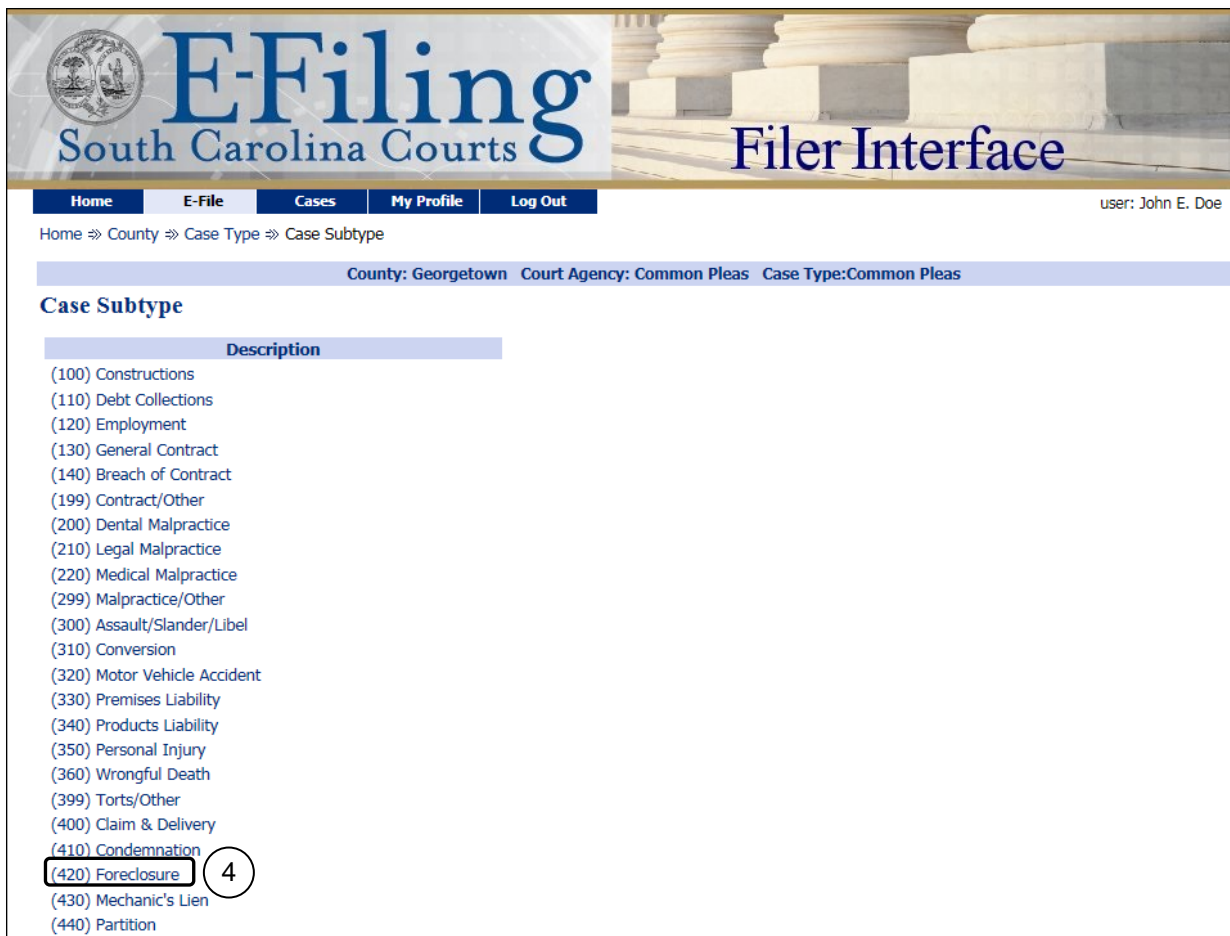 E-Filing
South Carolina Courts
Filer Interface
Home E-File Cases My Profile Log Out
user: John E. Doe
Home ⇒ County ⇒ Case Type ⇒ Case Subtype
County: Georgetown Court Agency: Common Pleas Case Type:Common Pleas
Case Subtype
Description
(100) Constructions
(110) Debt Collections
(120) Employment
(130) General Contract
(140) Breach of Contract
(199) Contract/Other
(200) Dental Malpractice
(210) Legal Malpractice
(220) Medical Malpractice
(299) Malpractice/Other
(300) Assault/Slander/Libel
(310) Conversion
(320) Motor Vehicle Accident
(330) Premises Liability
(340) Products Liability
(350) Personal Injury
(360) Wrongful Death
(399) Torts/Other
(400) Claim & Delivery
(410) Condemnation
(420) Foreclosure 4
(430) Mechanic's Lien
(440) Partition